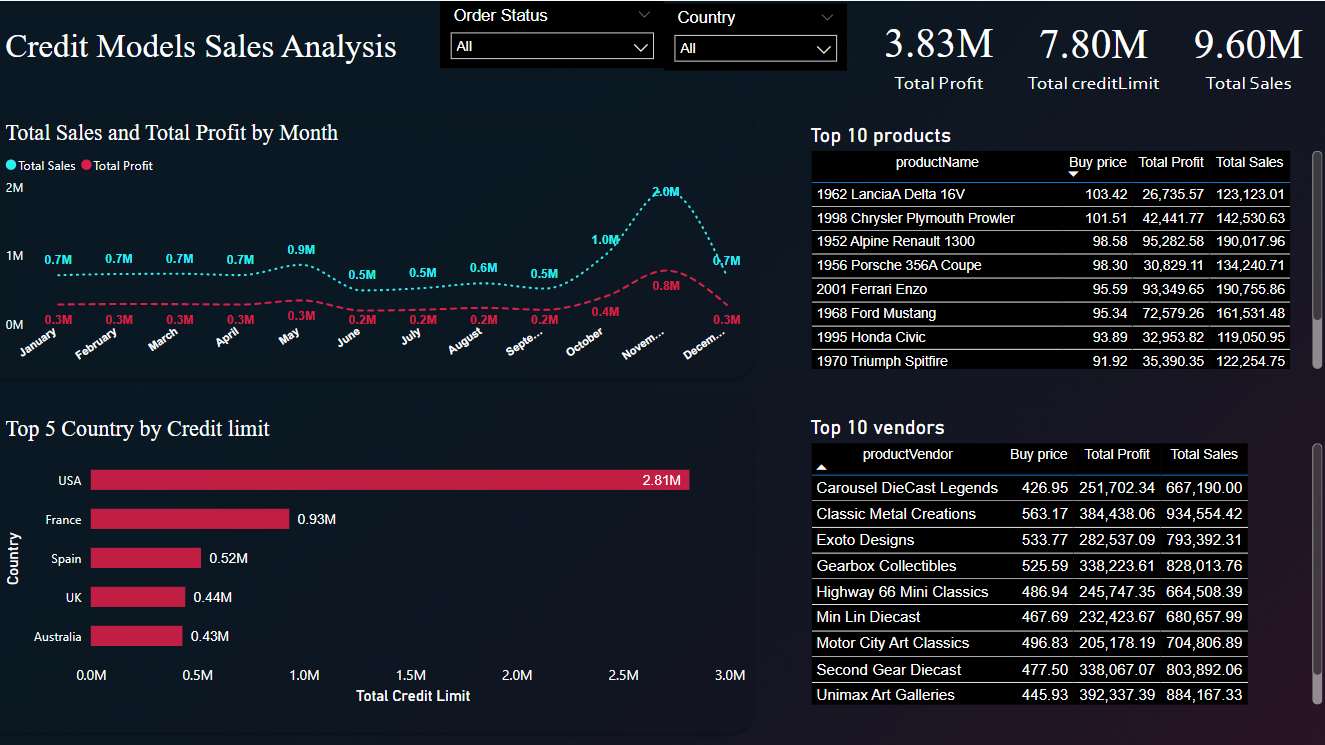 Credit Models Sales Analysis
Order Status
All
Country
All
3.83M
Total Profit
7.80M
Total creditLimit
9.60M
Total Sales
Total Sales and Total Profit by Month
Total Sales Total Profit
2M
1M
0M
0.7M 0.7M 0.7M 0.7M 0.9M 0.5M 0.5M 0.6M 0.5M 1.0M 2.0M 0.7M
0.3M 0.3M 0.3M 0.3M 0.3M 0.2M 0.2M 0.2M 0.2M 0.4M 0.8M 0.3M
January February March April May June July August Septe... October Novem... Decem...
Top 10 products
productName Buy price Total Profit Total Sales
1962 LanciaA Delta 16V 103.42 26,735.57 123,123.01
1998 Chrysler Plymouth Prowler 101.51 42,441.77 142,530.63
1952 Alpine Renault 1300 98.58 95,282.58 190,017.96
1956 Porsche 356A Coupe 98.30 30,829.11 134,240.71
2001 Ferrari Enzo 95.59 93,349.65 190,755.86
1968 Ford Mustang 95.34 72,579.26 161,531.48
1995 Honda Civic 93.89 32,953.82 119,050.95
1970 Triumph Spitfire 91.92 35,390.35 122,254.75
Top 5 Country by Credit limit
Country
USA 2.81M
France 0.93M
Spain 0.52M
UK 0.44M
Australia 0.43M
0.0M 0.5M 1.0M 1.5M 2.0M 2.5M 3.0M
Total Credit Limit
Top 10 vendors
productVendor Buy price Total Profit Total Sales
Carousel DieCast Legends 426.95 251,702.34 667,190.00
Classic Metal Creations 563.17 384,438.06 934,554.42
Exoto Designs 533.77 282,537.09 793,392.31
Gearbox Collectibles 525.59 338,223.61 828,013.76
Highway 66 Mini Classics 486.94 245,747.35 664,508.39
Min Lin Diecast 467.69 232,423.67 680,657.99
Motor City Art Classics 496.83 205,178.19 704,806.89
Second Gear Diecast 477.50 338,067.07 803,892.06
Unimax Art Galleries 445.93 392,337.39 884,167.33